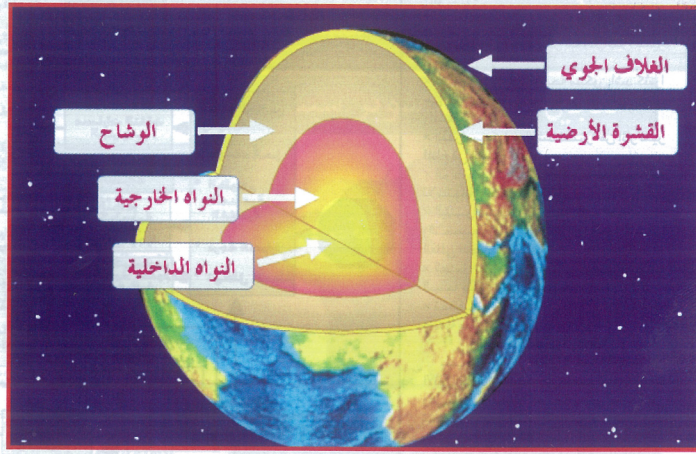 الغلاف الجوي
القشرة الأرضية
الوشاح
النواه الخارجية
النواه الداخلية